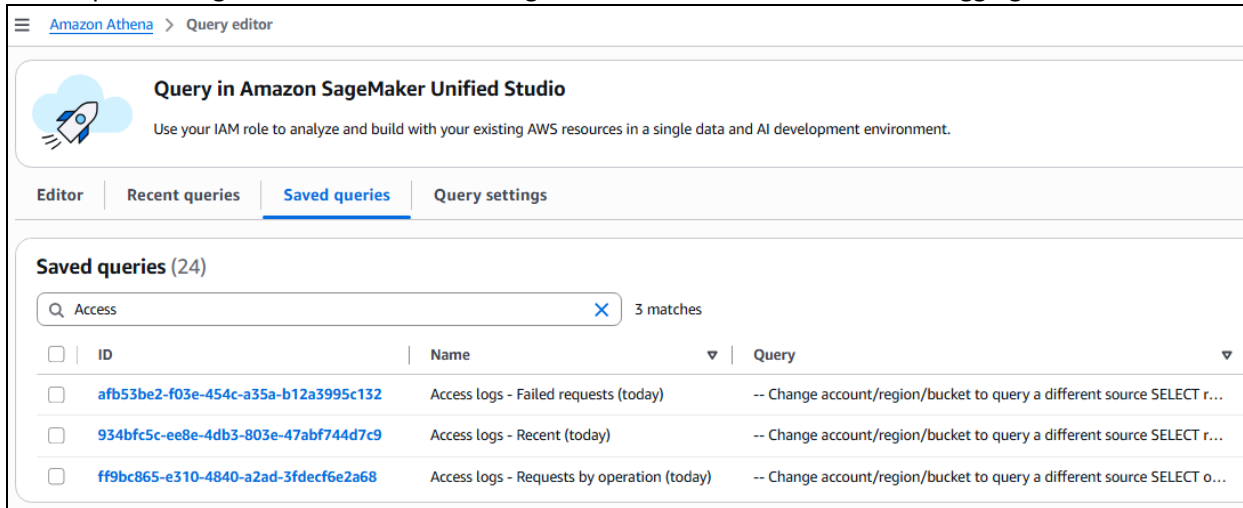 Amazon Athena > Query editor
Query in Amazon SageMaker Unified Studio
Use your IAM role to analyze and build with your existing AWS resources in a single data and AI development environment.
Editor Recent queries Saved queries Query settings
Saved queries (24)
Access 3 matches
ID Name Query
afb53be2-f03e-454c-a35a-b12a3995c132 Access logs - Failed requests (today) -- Change account/region/bucket to query a different source SELECT r...
934bfc5c-ee8e-4db3-803e-47abf744d7c9 Access logs - Recent (today) -- Change account/region/bucket to query a different source SELECT r...
ff9bc865-e310-4840-a2ad-3fdecf6e2a68 Access logs - Requests by operation (today) -- Change account/region/bucket to query a different source SELECT o...